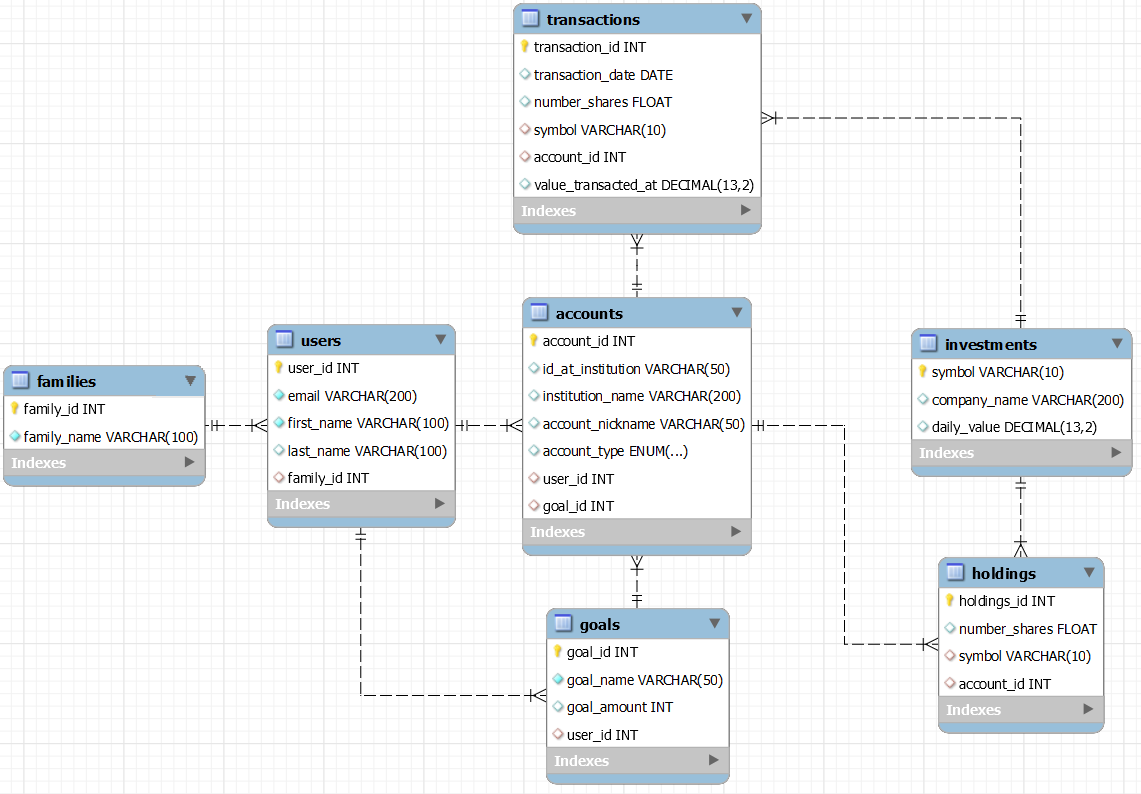 transactions
transaction_id INT
transaction_date DATE
number_shares FLOAT
symbol VARCHAR(10)
account_id INT
value_transacted_at DECIMAL(13,2)
Indexes
families
family_id INT
family_name VARCHAR(100)
Indexes
users
user_id INT
email VARCHAR(200)
first_name VARCHAR(100)
last_name VARCHAR(100)
family_id INT
Indexes
accounts
account_id INT
id_at_institution VARCHAR(50)
institution_name VARCHAR(200)
account_nickname VARCHAR(50)
account_type ENUM(...)
user_id INT
goal_id INT
Indexes
investments
symbol VARCHAR(10)
company_name VARCHAR(200)
daily_value DECIMAL(13,2)
Indexes
goals
goal_id INT
goal_name VARCHAR(50)
goal_amount INT
user_id INT
Indexes
holdings
holdings_id INT
number_shares FLOAT
symbol VARCHAR(10)
account_id INT
Indexes